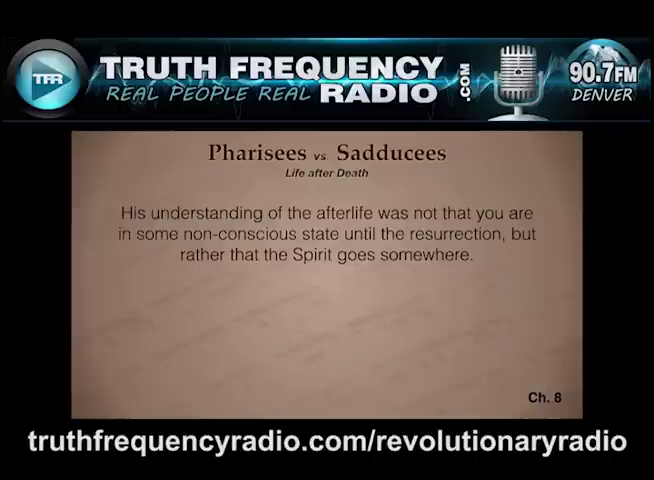 TFR
TRUTH FREQUENCY
REAL PEOPLE REAL RADIO
.COM
90.7FM
DENVER
Pharisees vs Sadducees
Life after Death
His understanding of the afterlife was not that you are
in some non-conscious state until the resurrection, but
rather that the Spirit goes somewhere.
Ch. 8
truthfrequencyradio.com/revolutionaryradio